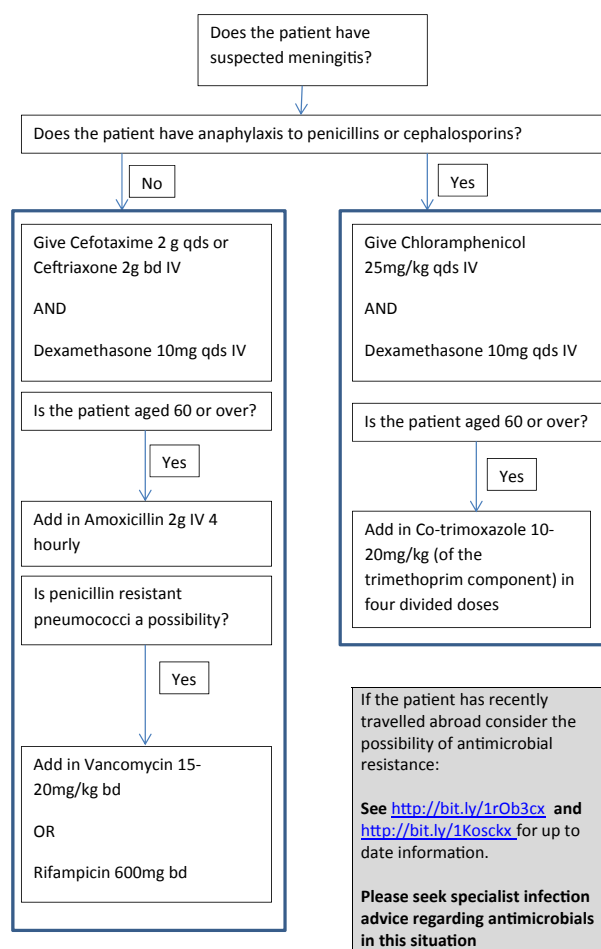 Does the patient have
suspected meningitis?
Does the patient have anaphylaxis to penicillins or cephalosporins?
No
Yes
Give Cefotaxime 2 g qds or
Ceftriaxone 2g bd IV
AND
Dexamethasone 10mg qds IV
Is the patient aged 60 or over?
Yes
Add in Amoxicillin 2g IV 4
hourly
Is penicillin resistant
pneumococci a possibility?
Yes
Add in Vancomycin 15-
20mg/kg bd
OR
Rifampicin 600mg bd
Give Chloramphenicol
25mg/kg qds IV
AND
Dexamethasone 10mg qds IV
Is the patient aged 60 or over?
Yes
Add in Co-trimoxazole 10-
20mg/kg (of the
trimethoprim component) in
four divided doses
If the patient has recently
travelled abroad consider the
possibility of antimicrobial
resistance:
See http://bit.ly/1rOb3cx and
http://bit.ly/1Kosckx for up to
date information.
Please seek specialist infection
advice regarding antimicrobials
in this situation